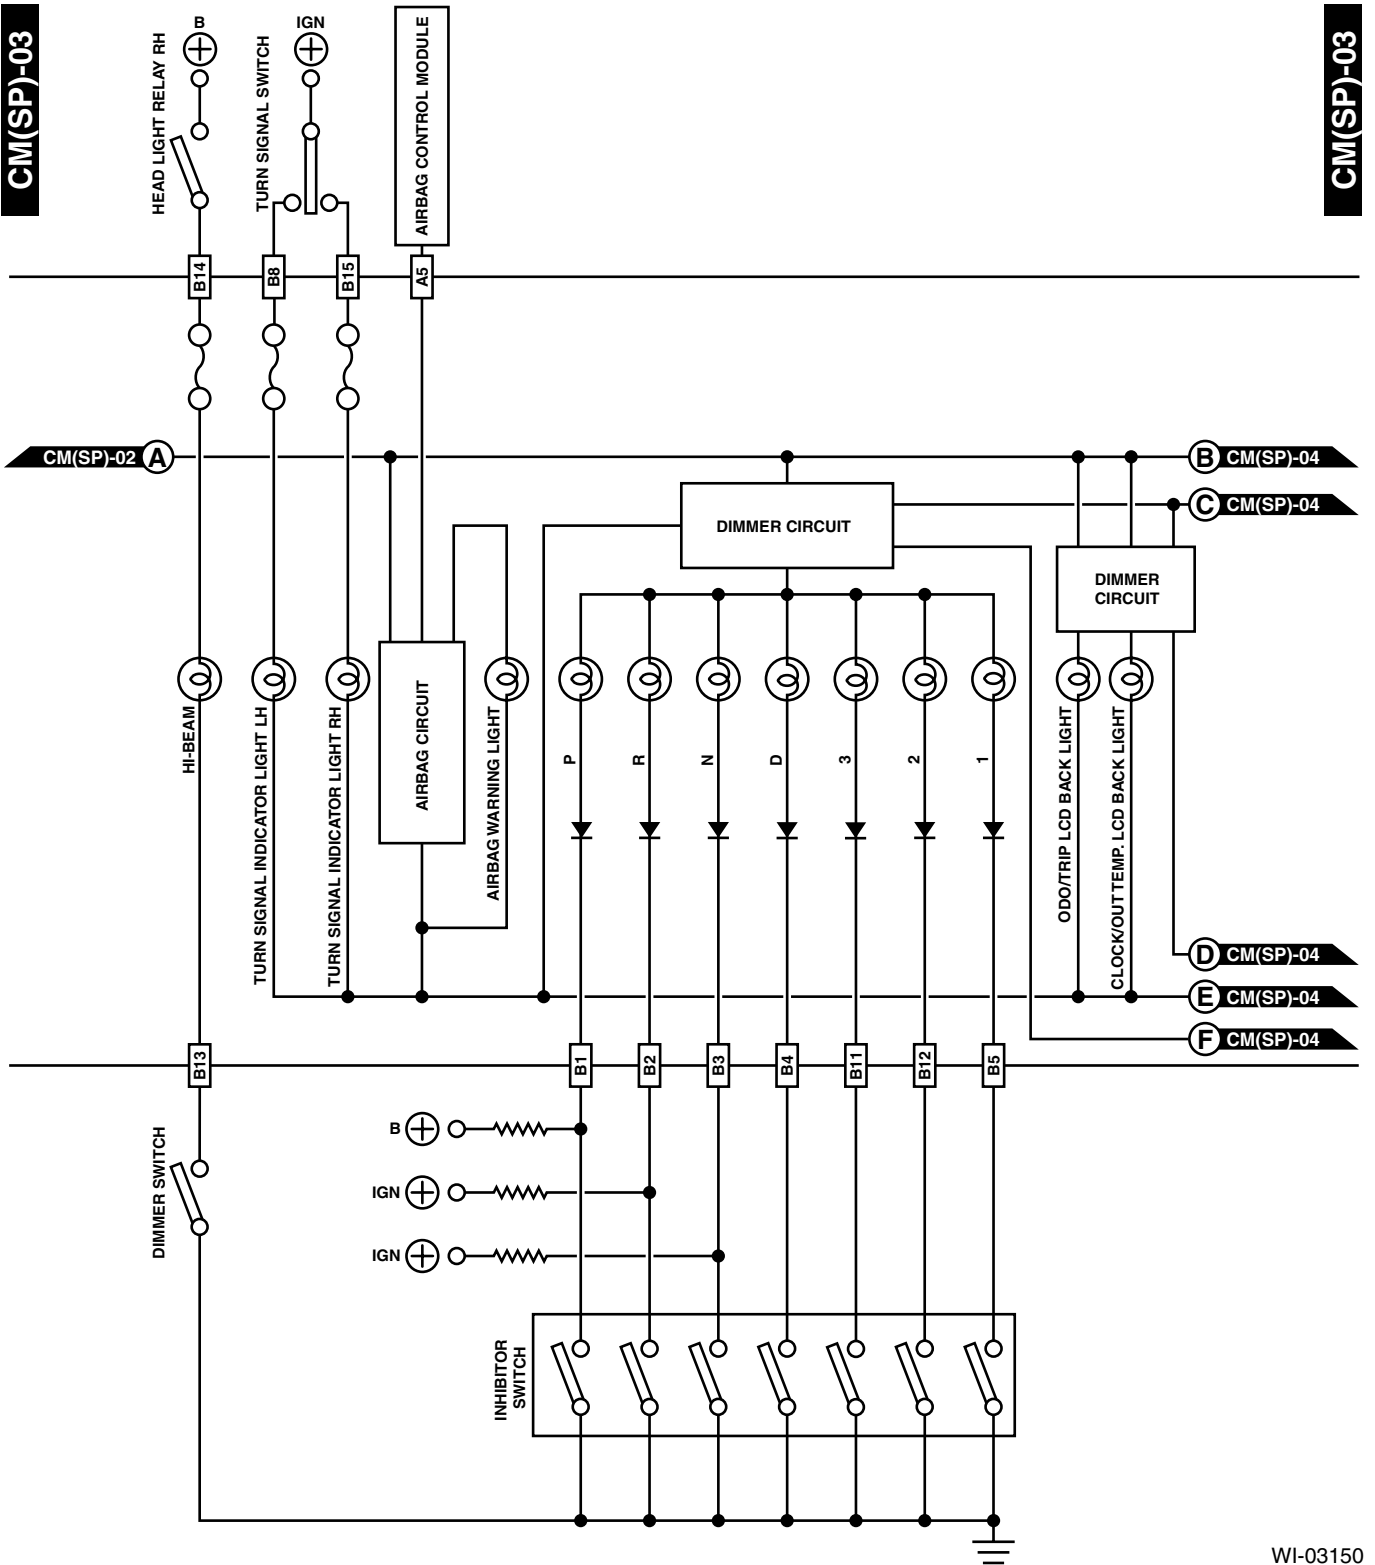 CM(SP)-03
CM(SP)-03
B
IGN
HEAD LIGHT RELAY RH
TURN SIGNAL SWITCH
AIRBAG CONTROL MODULE
B14
B8
B15
A5
CM(SP)-02 A
B CM(SP)-04
C CM(SP)-04
DIMMER CIRCUIT
DIMMER
CIRCUIT
HI-BEAM
TURN SIGNAL INDICATOR LIGHT LH
TURN SIGNAL INDICATOR LIGHT RH
AIRBAG CIRCUIT
AIRBAG WARNING LIGHT
P
R
N
D
3
2
1
ODO/TRIP LCD BACK LIGHT
CLOCK/OUT TEMP. LCD BACK LIGHT
D CM(SP)-04
E CM(SP)-04
F CM(SP)-04
B13
B1
B2
B3
B4
B11
B12
B5
DIMMER SWITCH
B
IGN
IGN
INHIBITOR
SWITCH
WI-03150